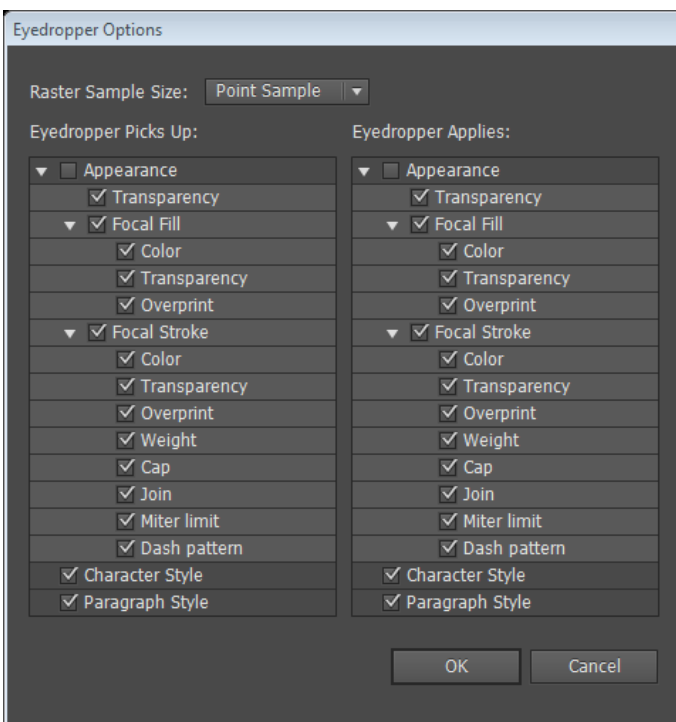 Eyedropper Options
Raster Sample Size: Point Sample
Eyedropper Picks Up:
Appearance
Transparency
Focal Fill
Color
Transparency
Overprint
Focal Stroke
Color
Transparency
Overprint
Weight
Cap
Join
Miter limit
Dash pattern
Character Style
Paragraph Style
Eyedropper Applies:
Appearance
Transparency
Focal Fill
Color
Transparency
Overprint
Focal Stroke
Color
Transparency
Overprint
Weight
Cap
Join
Miter limit
Dash pattern
Character Style
Paragraph Style
OK Cancel